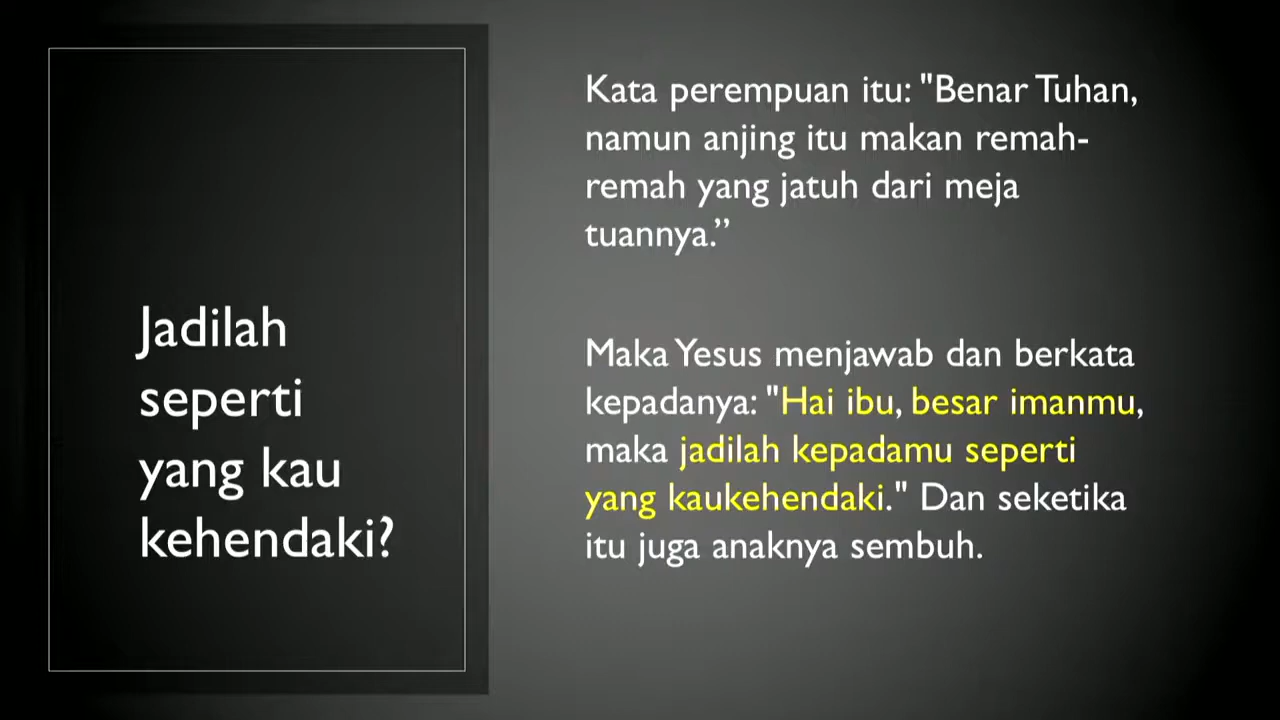 Jadilah
seperti
yang kau
kehendaki?
Kata perempuan itu: "Benar Tuhan,
namun anjing itu makan remah-
remah yang jatuh dari meja
tuannya.”
Maka Yesus menjawab dan berkata
kepadanya: "Hai ibu, besar imanmu,
maka jadilah kepadamu seperti
yang kaukehendaki." Dan seketika
itu juga anaknya sembuh.